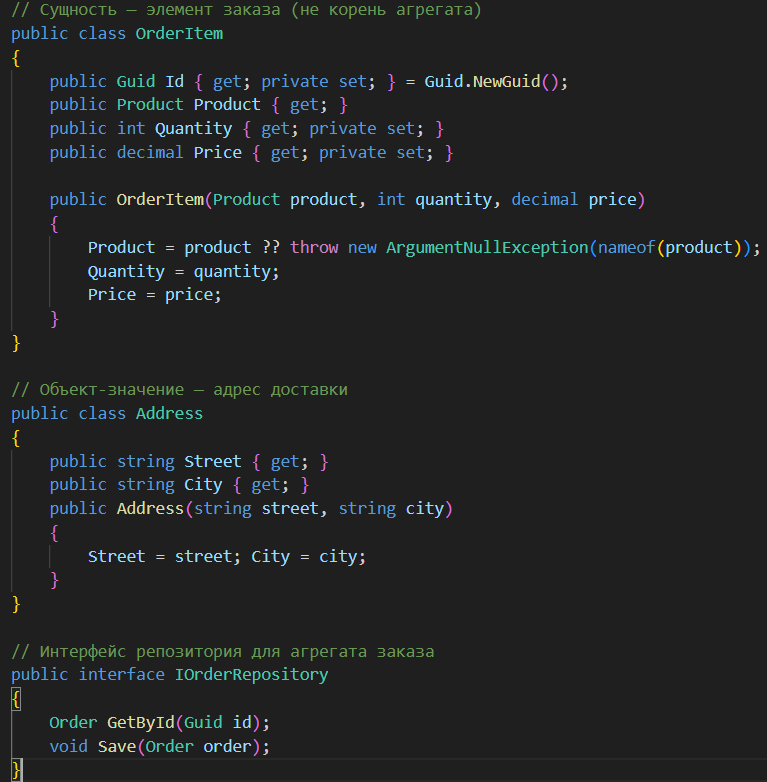 // Сущность — элемент заказа (не корень агрегата)
public class OrderItem
{
    public Guid Id { get; private set; } = Guid.NewGuid();
    public Product Product { get; }
    public int Quantity { get; private set; }
    public decimal Price { get; private set; }

    public OrderItem(Product product, int quantity, decimal price)
    {
        Product = product ?? throw new ArgumentNullException(nameof(product));
        Quantity = quantity;
        Price = price;
    }
}

// Объект-значение — адрес доставки
public class Address
{
    public string Street { get; }
    public string City { get; }
    public Address(string street, string city)
    {
        Street = street; City = city;
    }
}

// Интерфейс репозитория для агрегата заказа
public interface IOrderRepository
{
    Order GetById(Guid id);
    void Save(Order order);
}